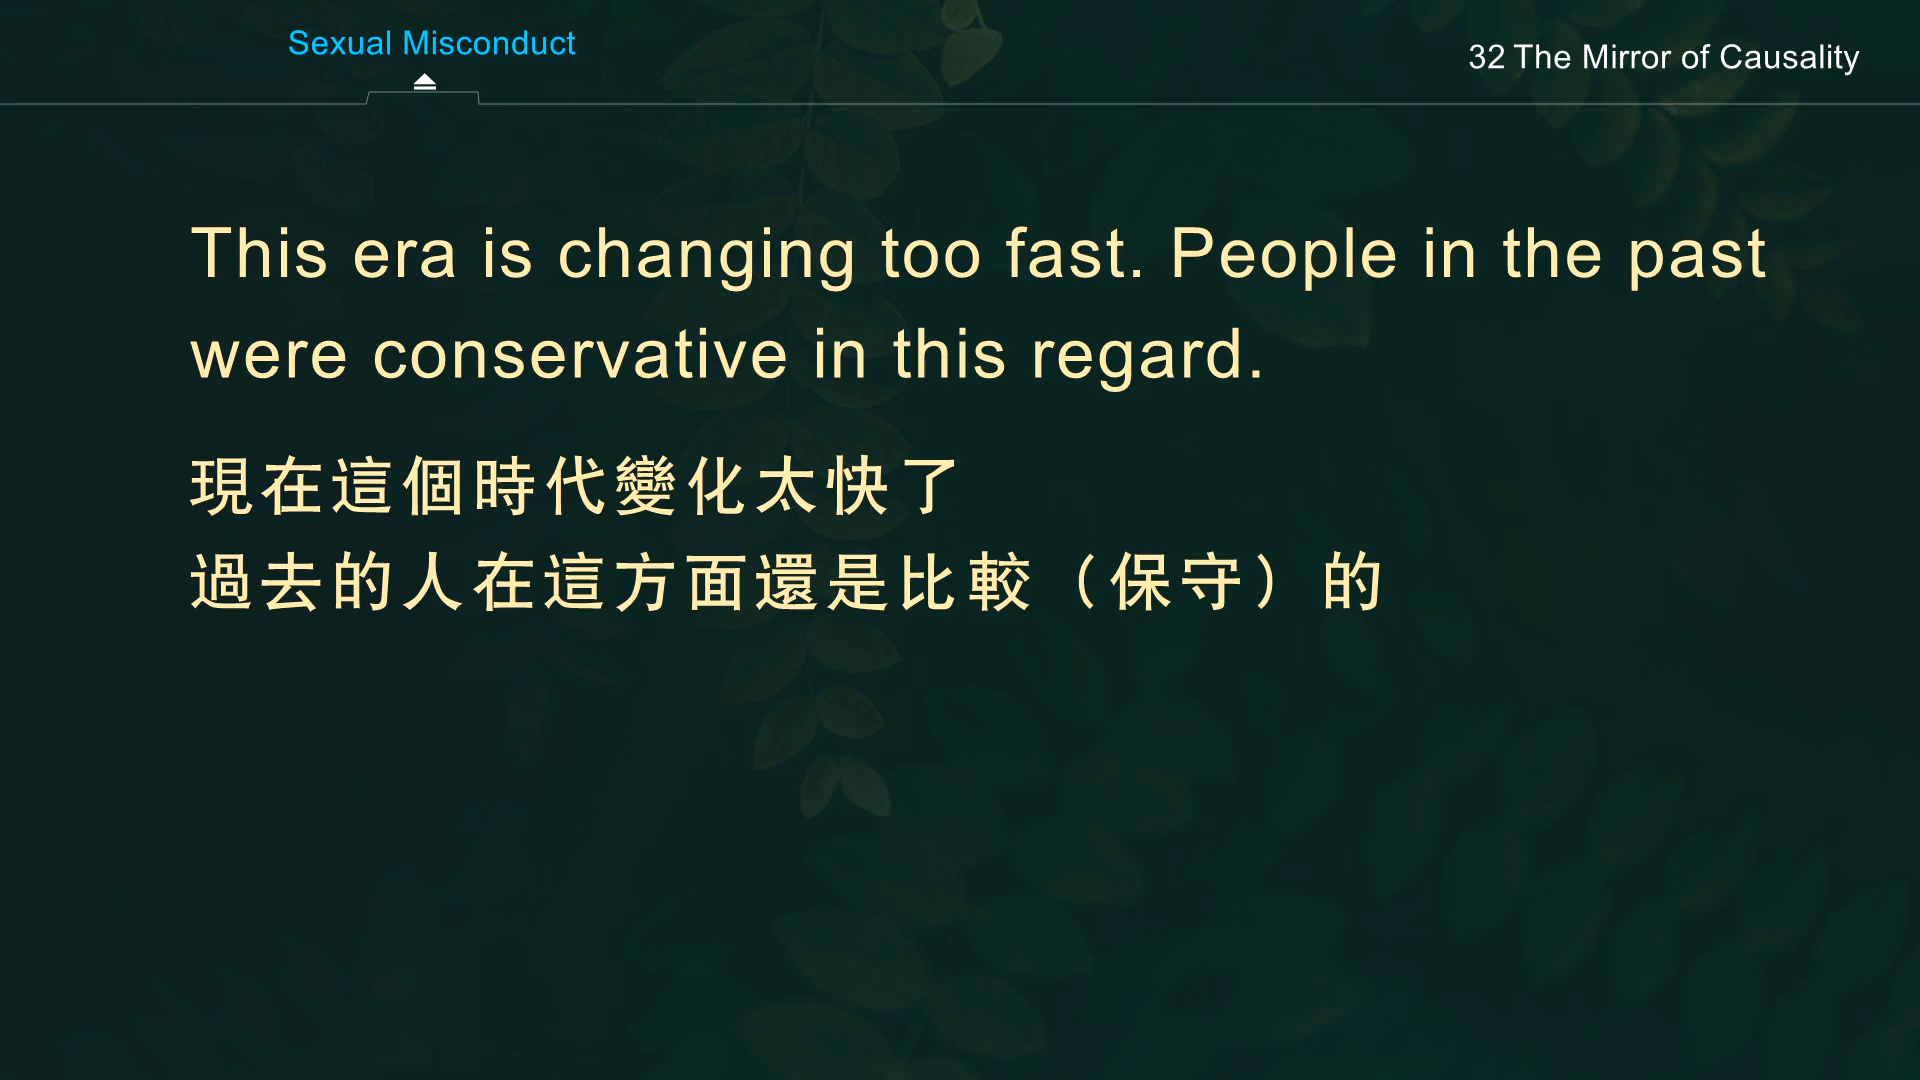 Sexual Misconduct
32 The Mirror of Causality
This era is changing too fast. People in the past
were conservative in this regard.
現在這個時代變化太快了
過去的人在這方面還是比較（保守）的